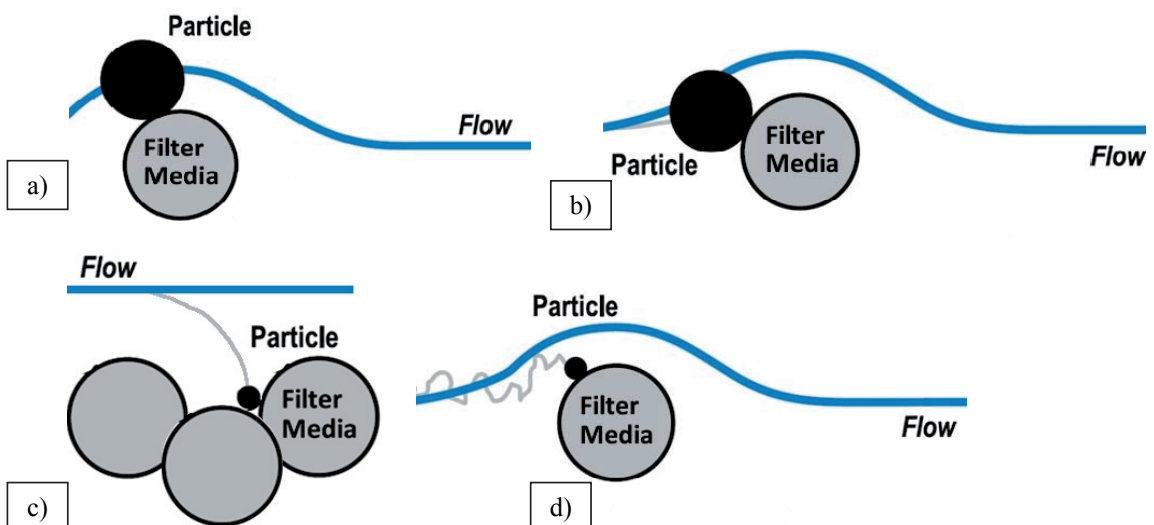 Particle
Flow
Filter
Media
a)
Particle
Filter
Media
Flow
b)
Flow
Particle
Filter
Media
c)
Particle
Filter
Media
Flow
d)